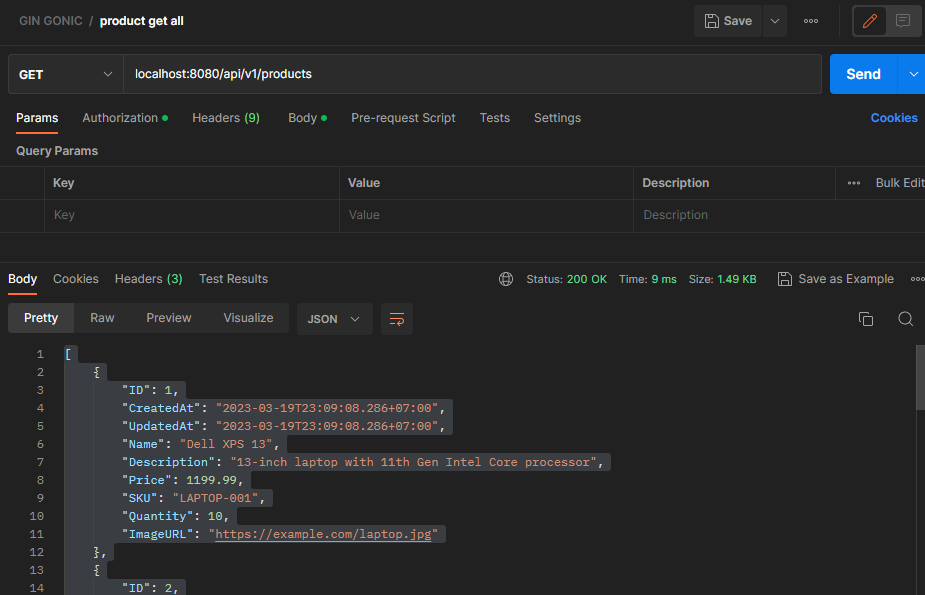 GIN GONIC / product get all
Save
GET localhost:8080/api/v1/products Send
Params Authorization Headers (9) Body Pre-request Script Tests Settings Cookies
Query Params
Key Value Description Bulk Edit
Key Value Description
Body Cookies Headers (3) Test Results Status: 200 OK Time: 9 ms Size: 1.49 KB Save as Example
Pretty Raw Preview Visualize JSON
1 [
2 {
3 "ID": 1,
4 "CreatedAt": "2023-03-19T23:09:08.286+07:00",
5 "UpdatedAt": "2023-03-19T23:09:08.286+07:00",
6 "Name": "Dell XPS 13",
7 "Description": "13-inch laptop with 11th Gen Intel Core processor",
8 "Price": 1199.99,
9 "SKU": "LAPTOP-001",
10 "Quantity": 10,
11 "ImageURL": "https://example.com/laptop.jpg"
12 },
13 {
14 "ID": 2,